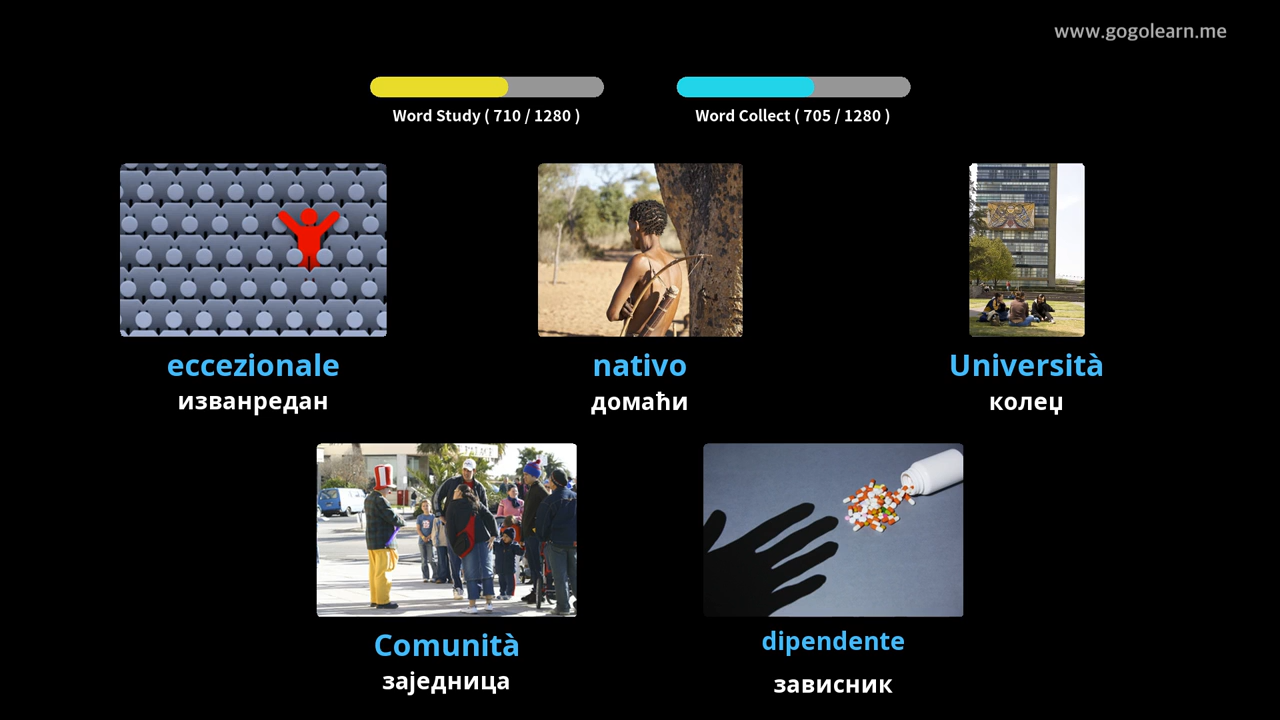 www.gogolearn.me
Word Study ( 710 / 1280 )
Word Collect ( 705 / 1280 )
eccezionale
изванредан
nativo
домаћи
Università
колеџ
Comunità
заједница
dipendente
зависник